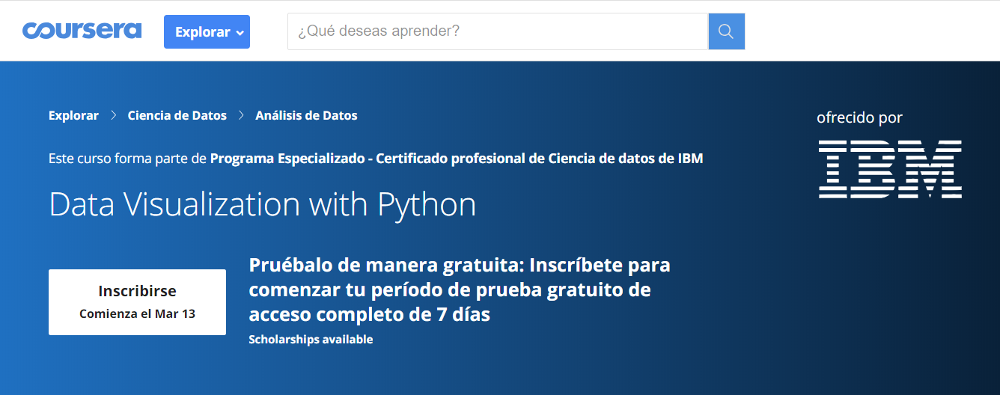 coursera
Explorar
¿Qué deseas aprender?
Explorar > Ciencia de Datos > Análisis de Datos
ofrecido por
IBM
Este curso forma parte de Programa Especializado - Certificado profesional de Ciencia de datos de IBM
Data Visualization with Python
Inscribirse
Comienza el Mar 13
Pruébalo de manera gratuita: Inscríbete para
comenzar tu período de prueba gratuito de
acceso completo de 7 días
Scholarships available